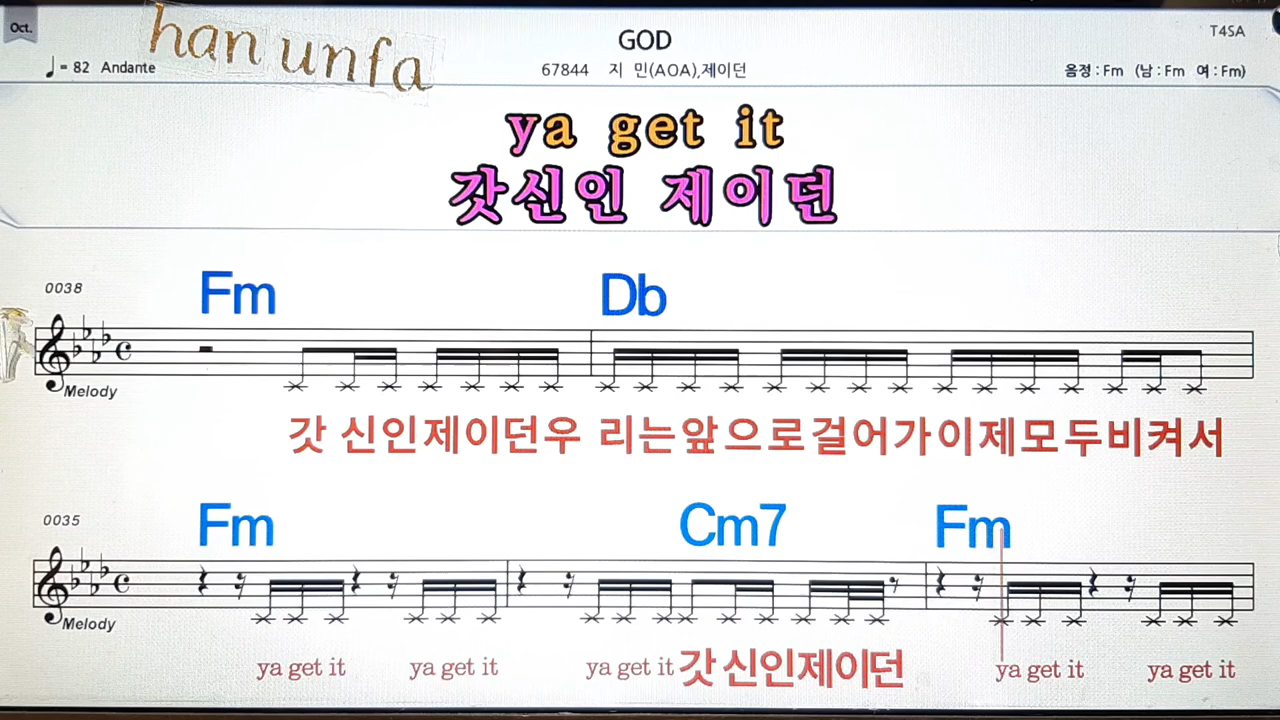 Oct.
han unfa
GOD
T4SA
♩= 82 Andante
67844 지 민(AOA),제이던
음정 : Fm (남 : Fm 여 : Fm)
ya get it
갓신인 제이던
0038
Fm Db
Melody
갓 신인제이던우 리는앞으로걸어가이제모두비켜서
0035
Fm Cm7 Fm
Melody
ya get it ya get it ya get it 갓신인제이던 ya get it ya get it